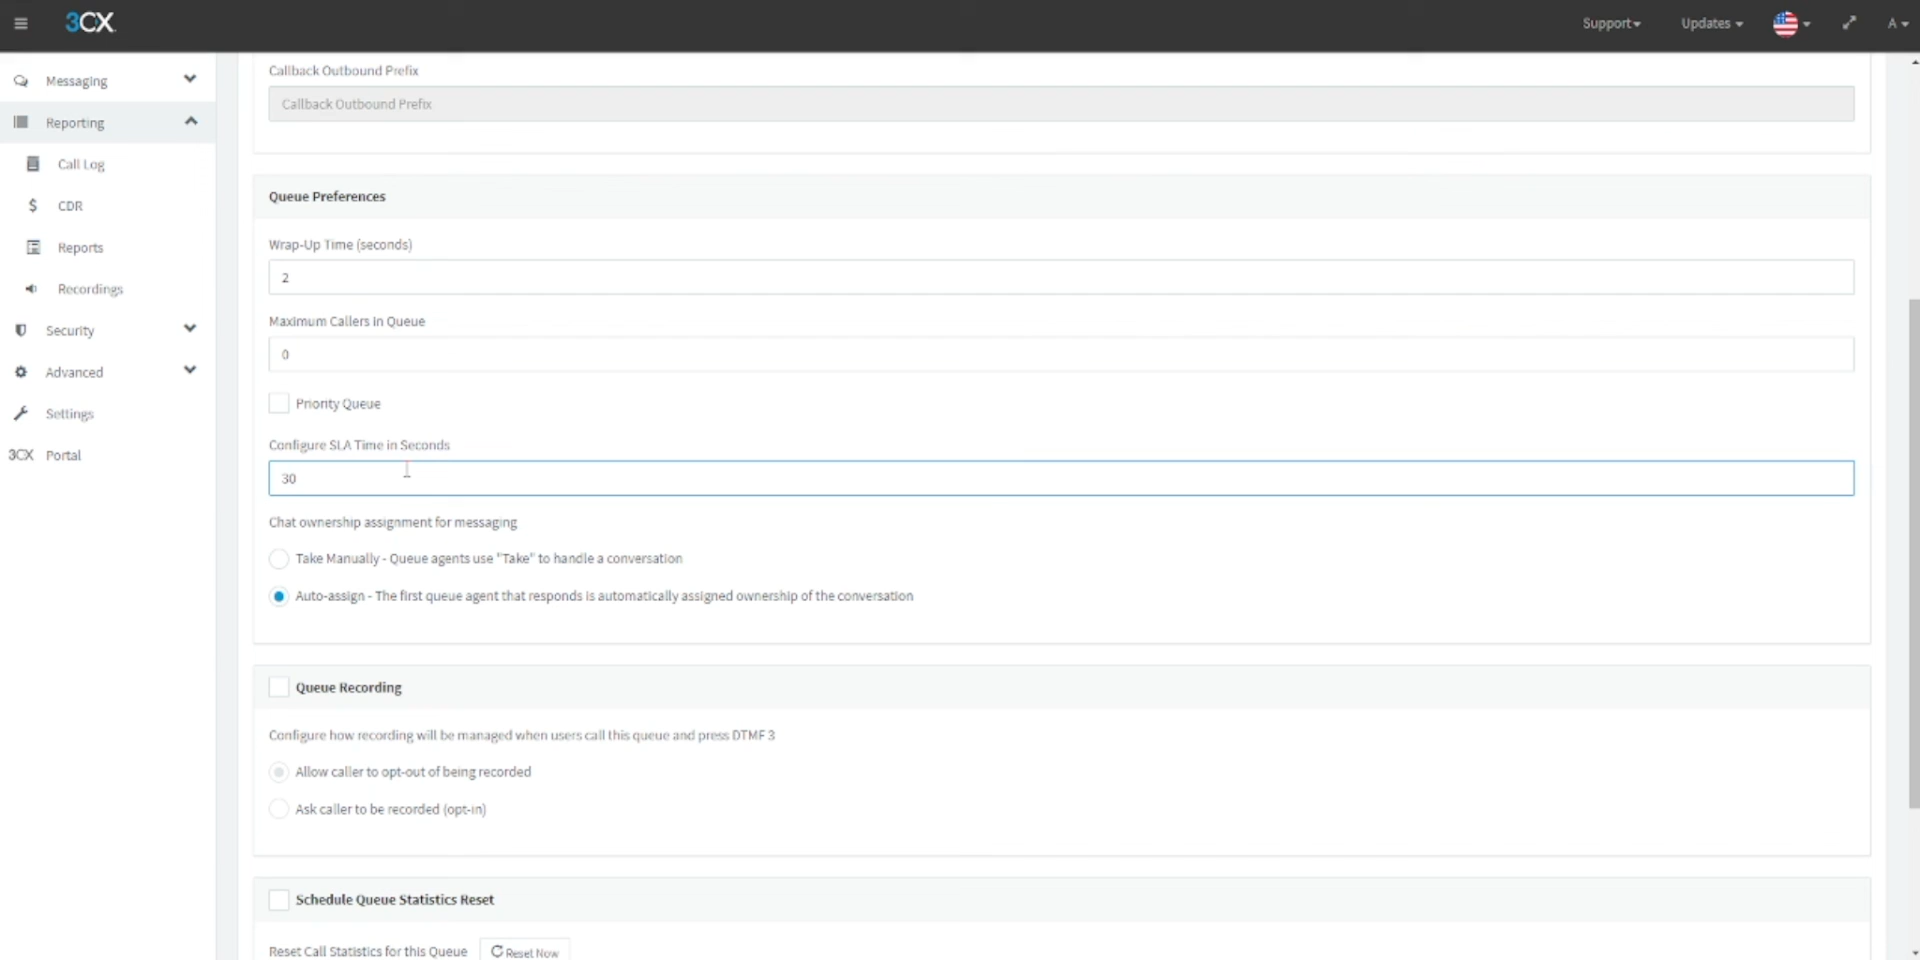 3CX
Support
Updates
A
Messaging
Reporting
Call Log
CDR
Reports
Recordings
Security
Advanced
Settings
3CX Portal
Callback Outbound Prefix
Callback Outbound Prefix
Queue Preferences
Wrap-Up Time (seconds)
2
Maximum Callers in Queue
0
Priority Queue
Configure SLA Time in Seconds
30
Chat ownership assignment for messaging
Take Manually - Queue agents use "Take" to handle a conversation
Auto-assign - The first queue agent that responds is automatically assigned ownership of the conversation
Queue Recording
Configure how recording will be managed when users call this queue and press DTMF 3
Allow caller to opt-out of being recorded
Ask caller to be recorded (opt-in)
Schedule Queue Statistics Reset
Reset Call Statistics for this Queue Reset Now